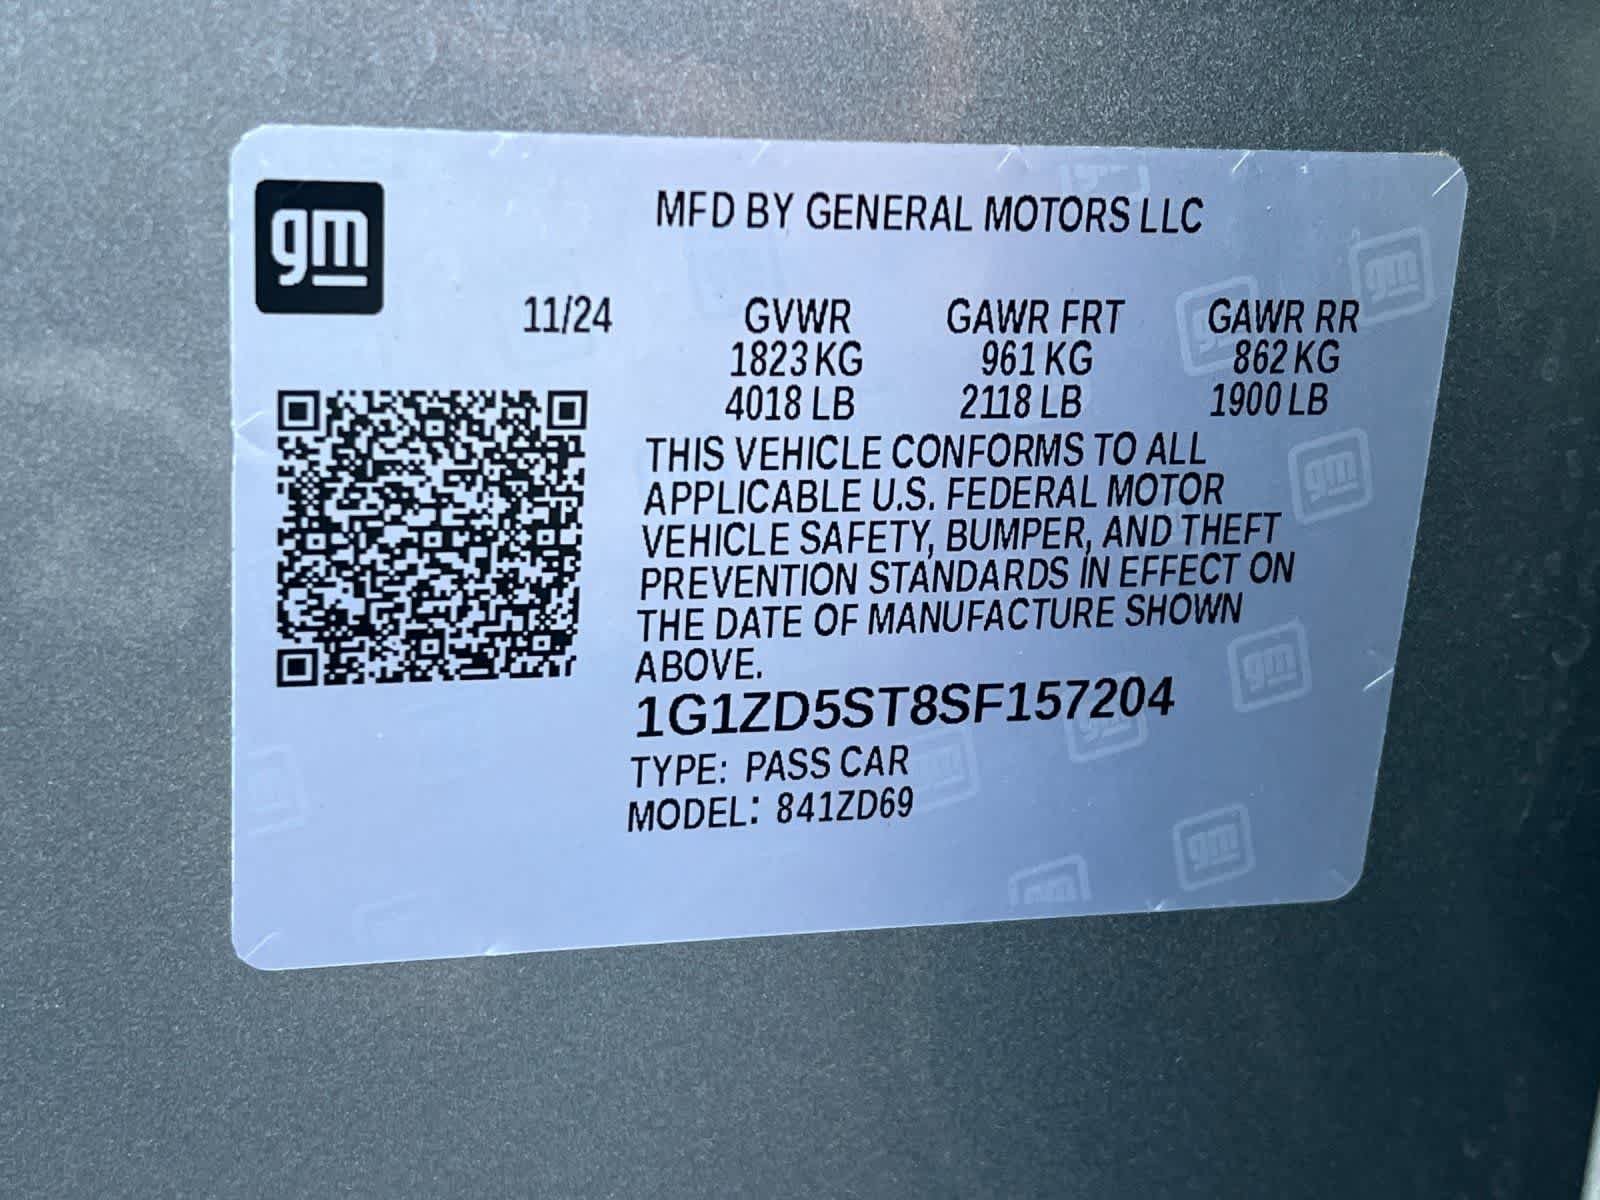 gm
MFD BY GENERAL MOTORS LLC
11/24 GVWR GAWR FRT GAWR RR
1823 KG 961 KG 862 KG
4018 LB 2118 LB 1900 LB
THIS VEHICLE CONFORMS TO ALL
APPLICABLE U.S. FEDERAL MOTOR
VEHICLE SAFETY, BUMPER, AND THEFT
PREVENTION STANDARDS IN EFFECT ON
THE DATE OF MANUFACTURE SHOWN
ABOVE.
1G1ZD5ST8SF157204
TYPE: PASS CAR
MODEL: 841ZD69